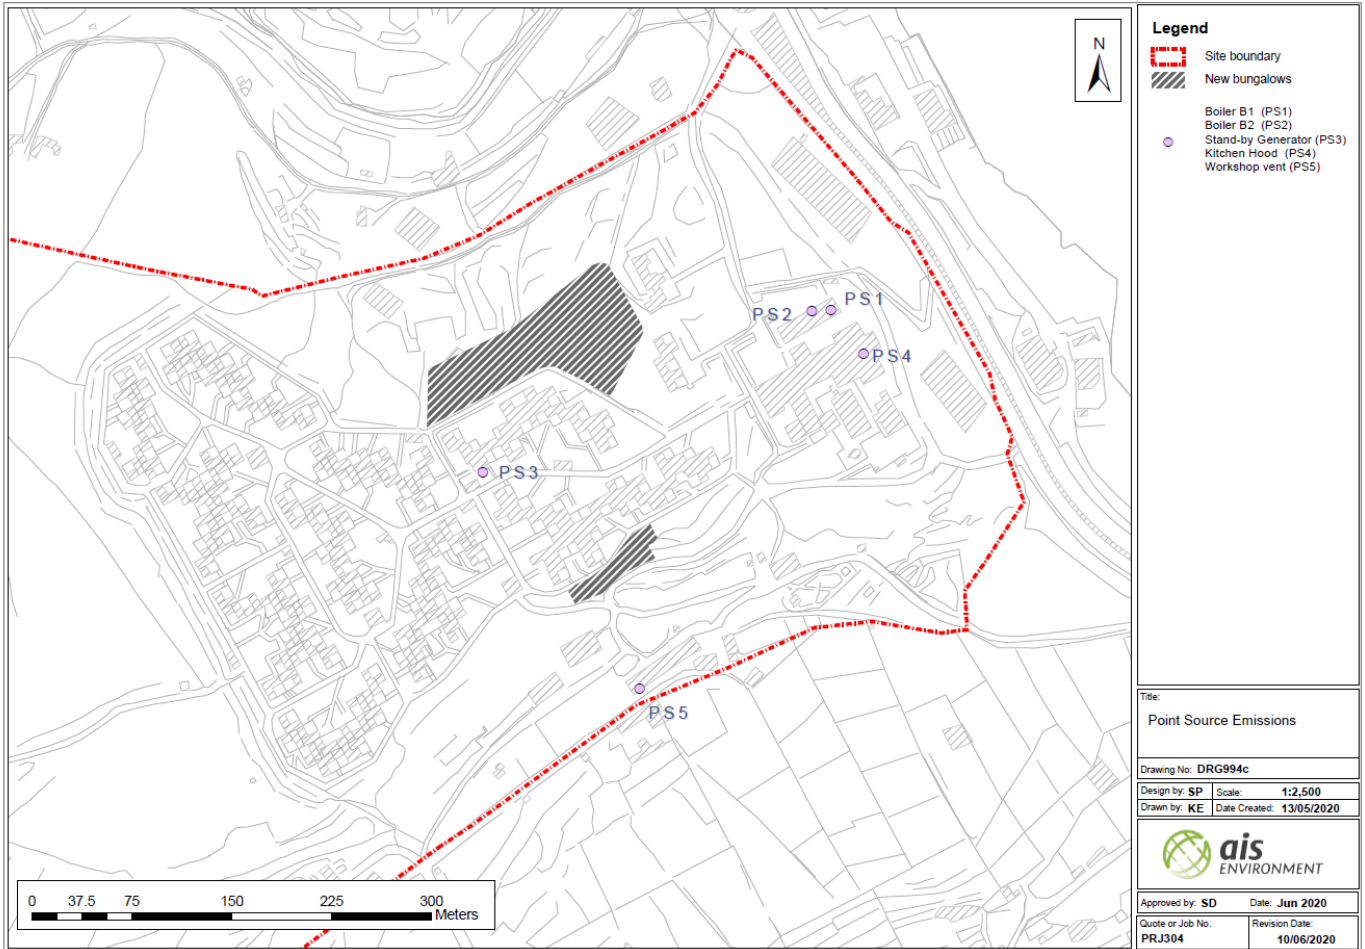 N
PS1
PS2
PS4
PS3
PS5
0 37.5 75 150 225 300
Meters
Legend
Site boundary
New bungalows
Boiler B1 (PS1)
Boiler B2 (PS2)
Stand-by Generator (PS3)
Kitchen Hood (PS4)
Workshop vent (PS5)
Title:
Point Source Emissions
Drawing No: DRG994c
Design by: SP Scale: 1:2,500
Drawn by: KE Date Created: 13/05/2020
ais
ENVIRONMENT
Approved by: SD Date: Jun 2020
Quote or Job No. Revision Date:
PRJ304 10/06/2020